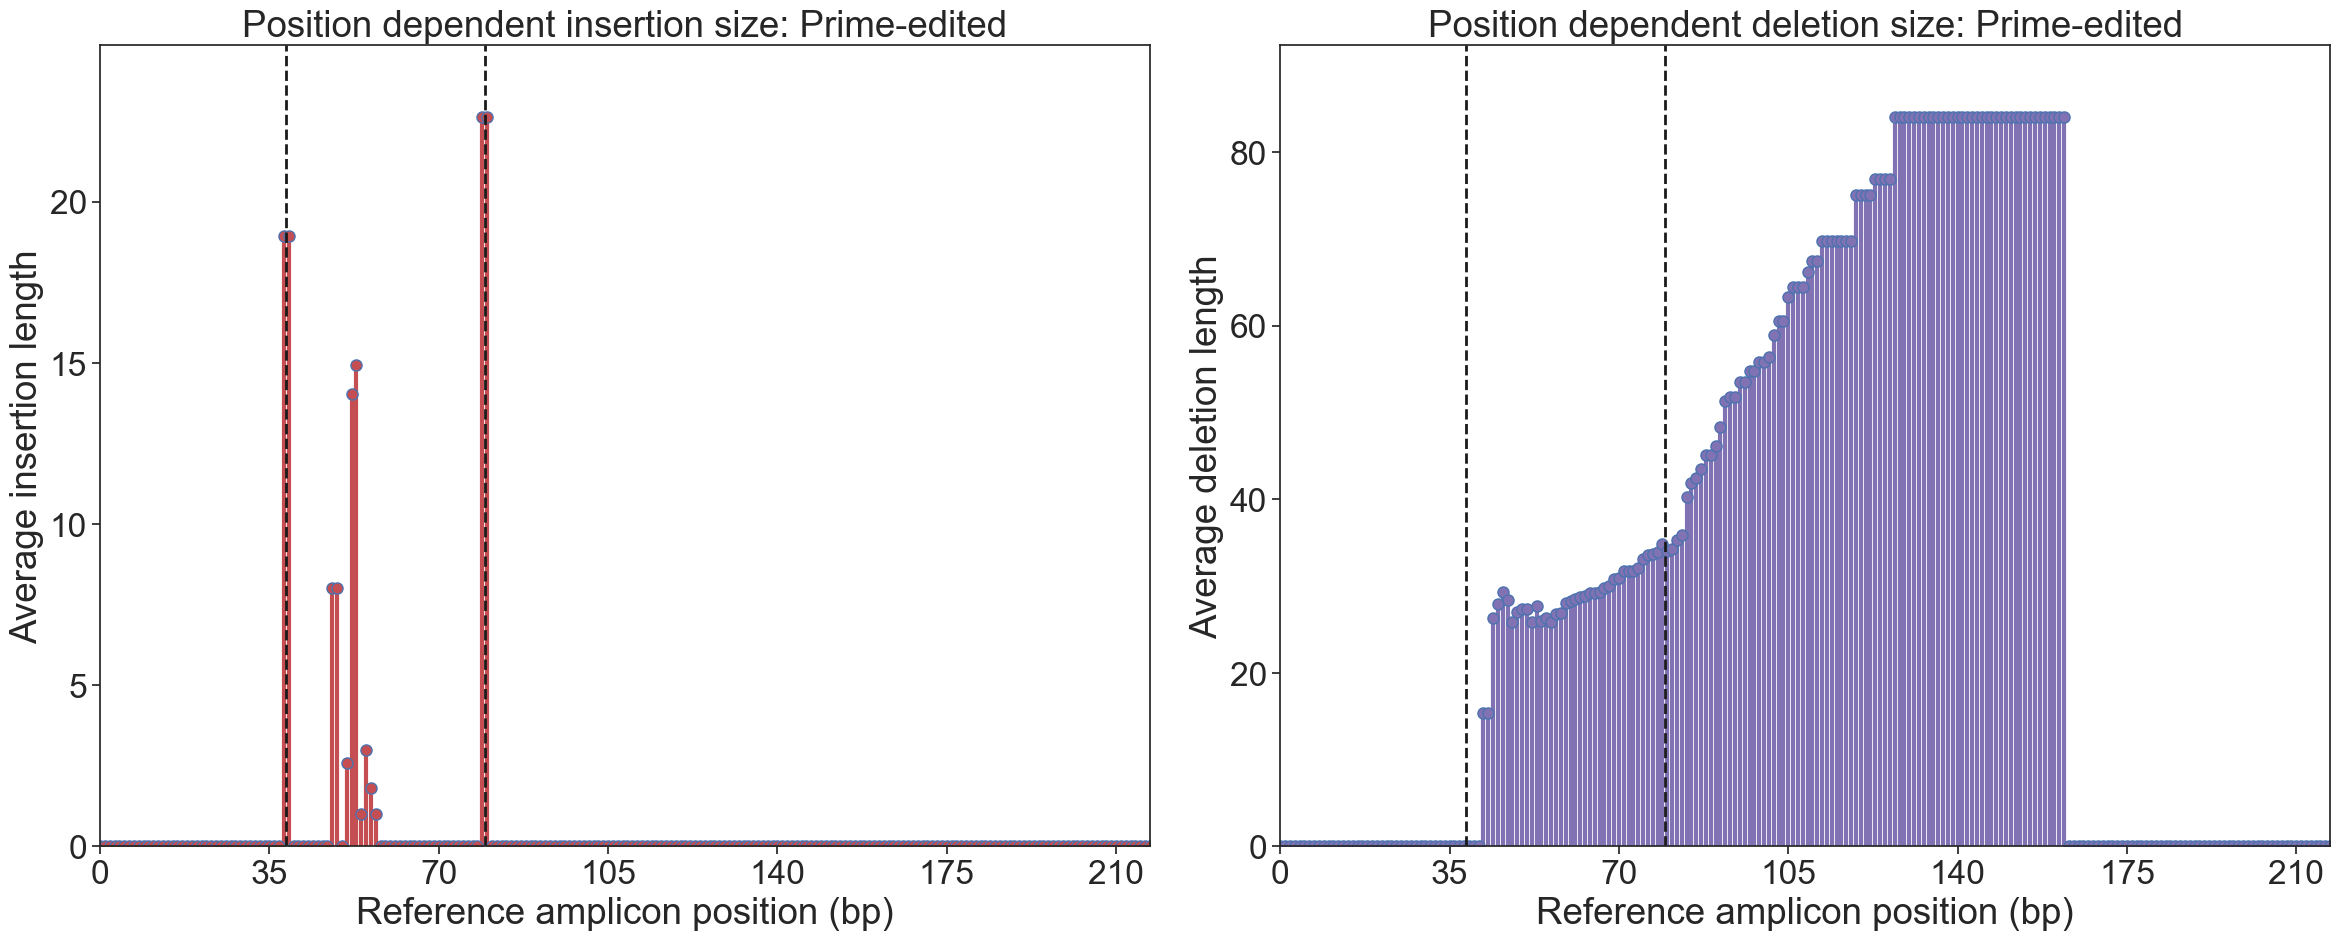 Position dependent insertion size: Prime-edited
Average insertion length
20
15
10
5
0
0 35 70 105 140 175 210
Reference amplicon position (bp)
Position dependent deletion size: Prime-edited
Average deletion length
80
60
40
20
0
0 35 70 105 140 175 210
Reference amplicon position (bp)